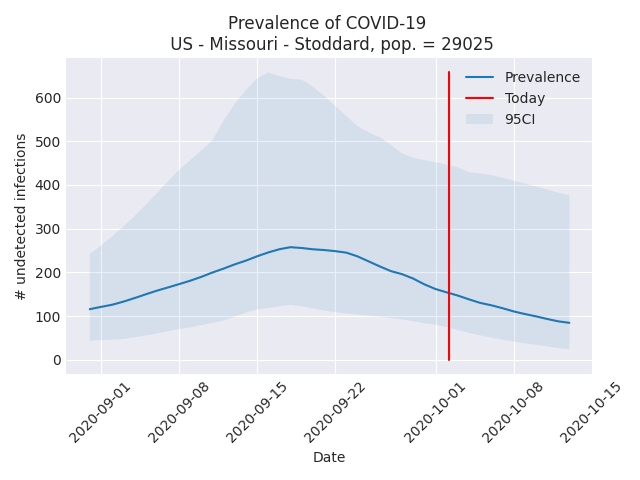 Prevalence of COVID-19
US - Missouri - Stoddard, pop. = 29025
Prevalence
Today
95CI
# undetected infections
600
500
400
300
200
100
0
2020-09-01
2020-09-08
2020-09-15
2020-09-22
2020-10-01
2020-10-08
2020-10-15
Date